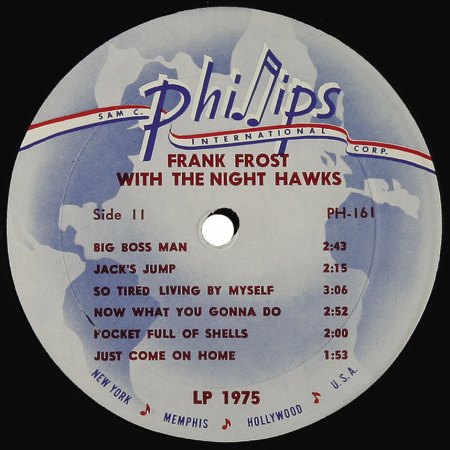 SAM C. Phillips INTERNATIONAL CORP.
FRANK FROST
WITH THE NIGHT HAWKS
Side II PH-161
BIG BOSS MAN 2:43
JACK'S JUMP 2:15
SO TIRED LIVING BY MYSELF 3:06
NOW WHAT YOU GONNA DO 2:52
POCKET FULL OF SHELLS 2:00
JUST COME ON HOME 1:53
LP 1975
NEW YORK ♪ MEMPHIS ♪ HOLLYWOOD ♪ U.S.A.